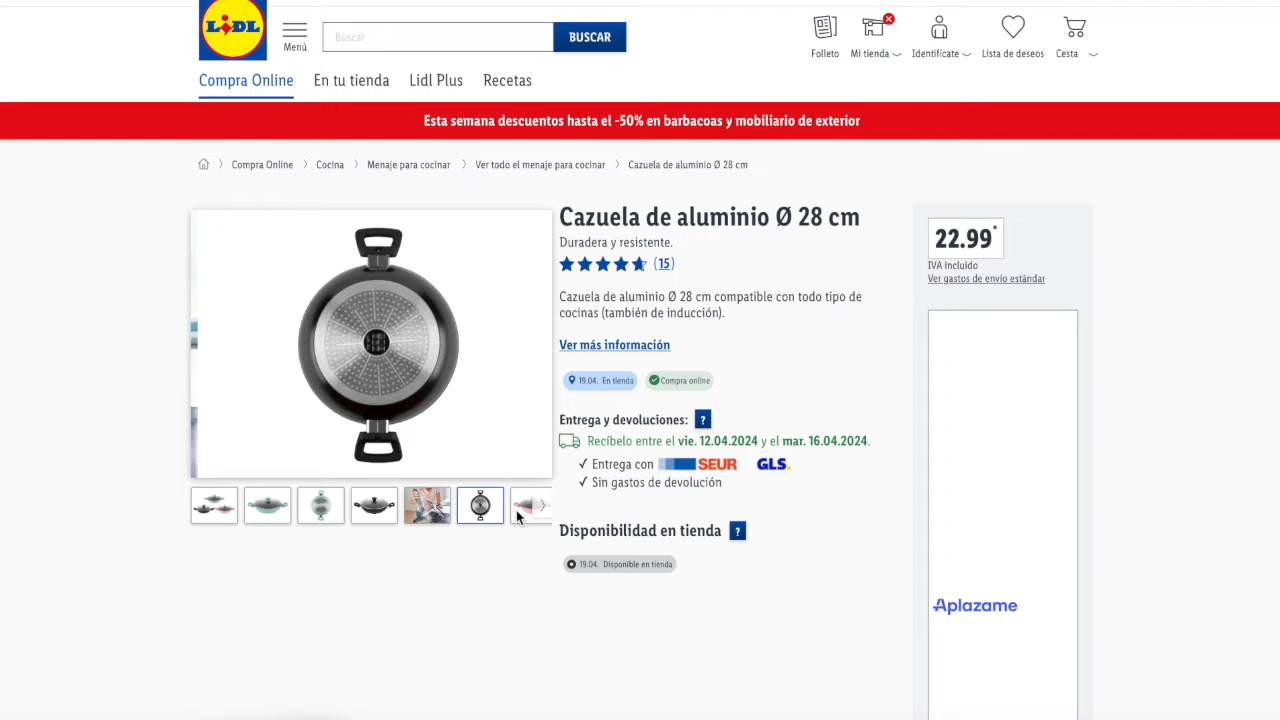 LIDL
Menú
Buscar
BUSCAR
Folleto
Mi tienda
Identifícate
Lista de deseos
Cesta
Compra Online
En tu tienda
Lidl Plus
Recetas
Esta semana descuentos hasta el -50% en barbacoas y mobiliario de exterior
Compra Online
Cocina
Menaje para cocinar
Ver todo el menaje para cocinar
Cazuela de aluminio Ø 28 cm
Cazuela de aluminio Ø 28 cm
Duradera y resistente.
(15)
Cazuela de aluminio Ø 28 cm compatible con todo tipo de
cocinas (también de inducción).
Ver más información
19.04. En tienda
Compra online
Entrega y devoluciones: ?
Recíbelo entre el vie. 12.04.2024 y el mar. 16.04.2024.
✓ Entrega con SEUR GLS.
✓ Sin gastos de devolución
Disponibilidad en tienda ?
19.04. Disponible en tienda
22.99*
IVA incluido
Ver gastos de envío estándar
Aplazame